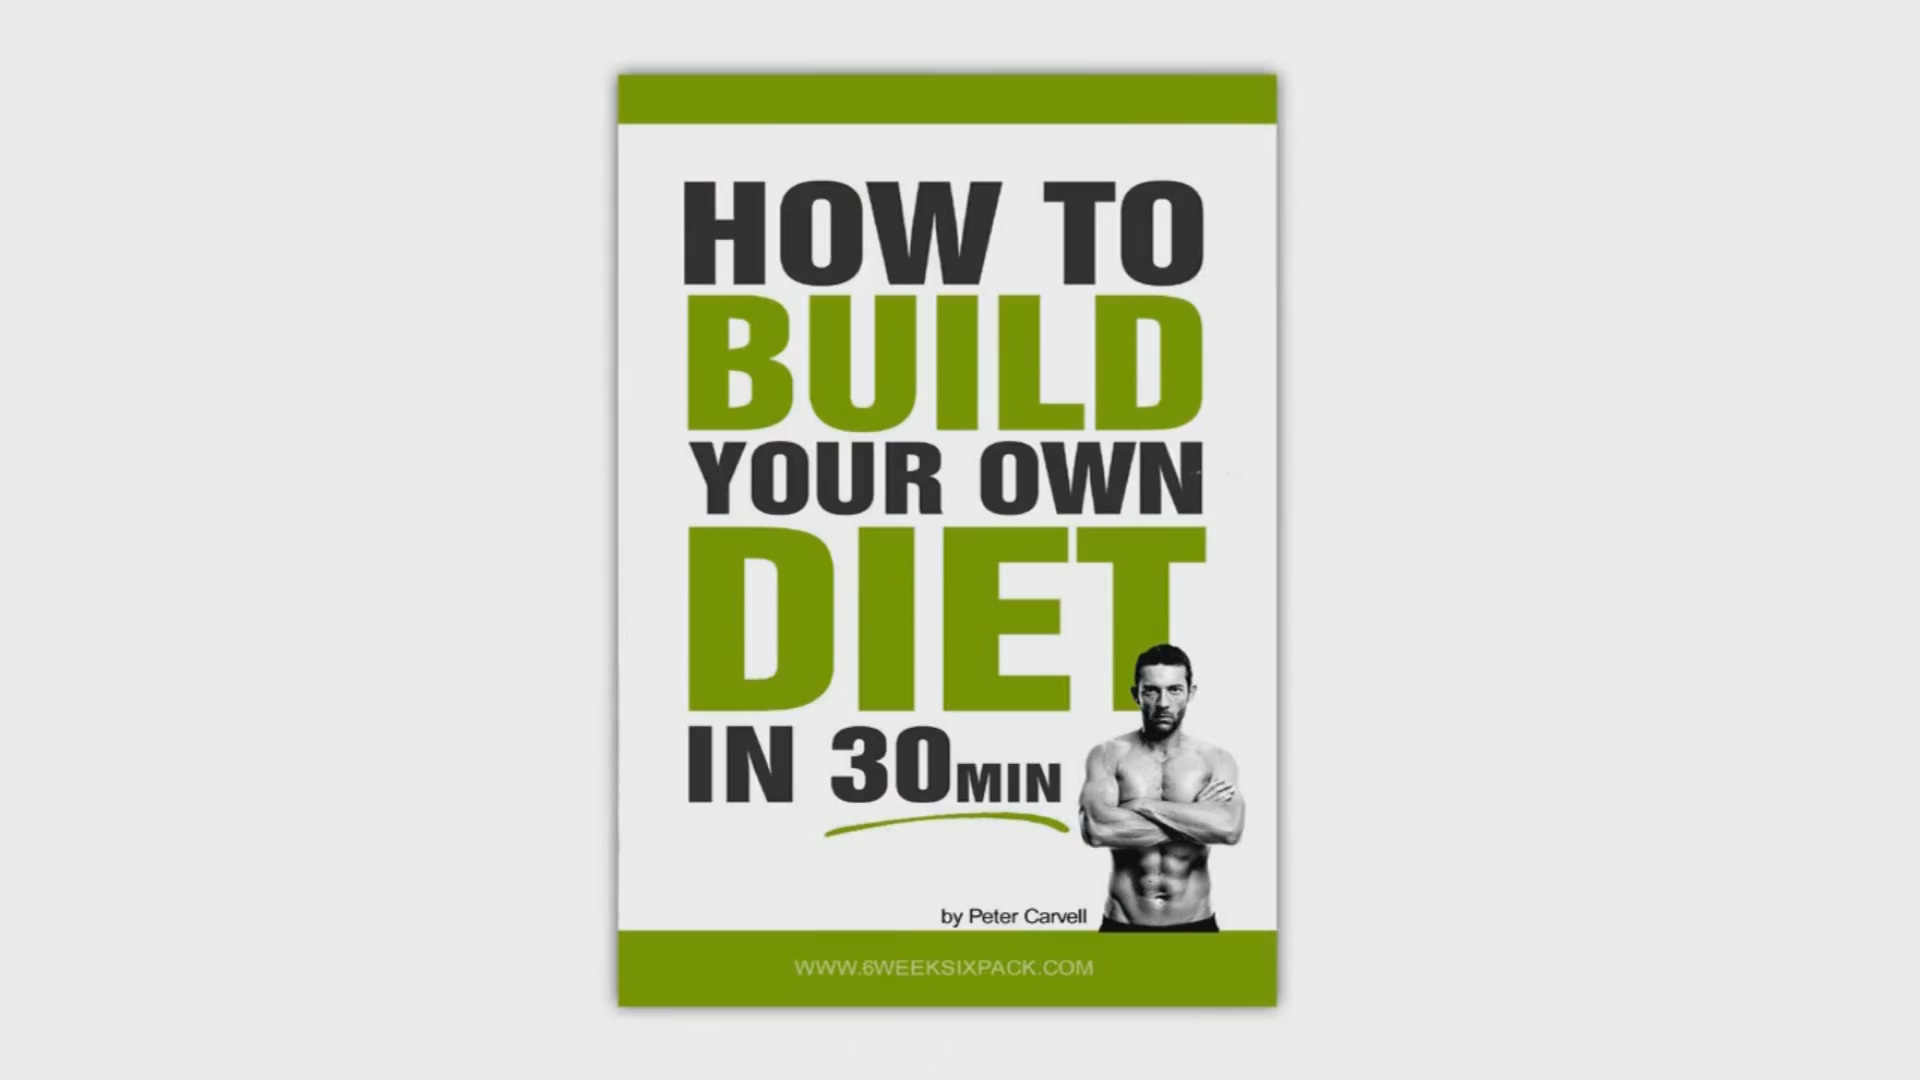 HOW TO
BUILD
YOUR OWN
DIET
IN 30MIN
by Peter Carvell
WWW.6WEEKSIXPACK.COM